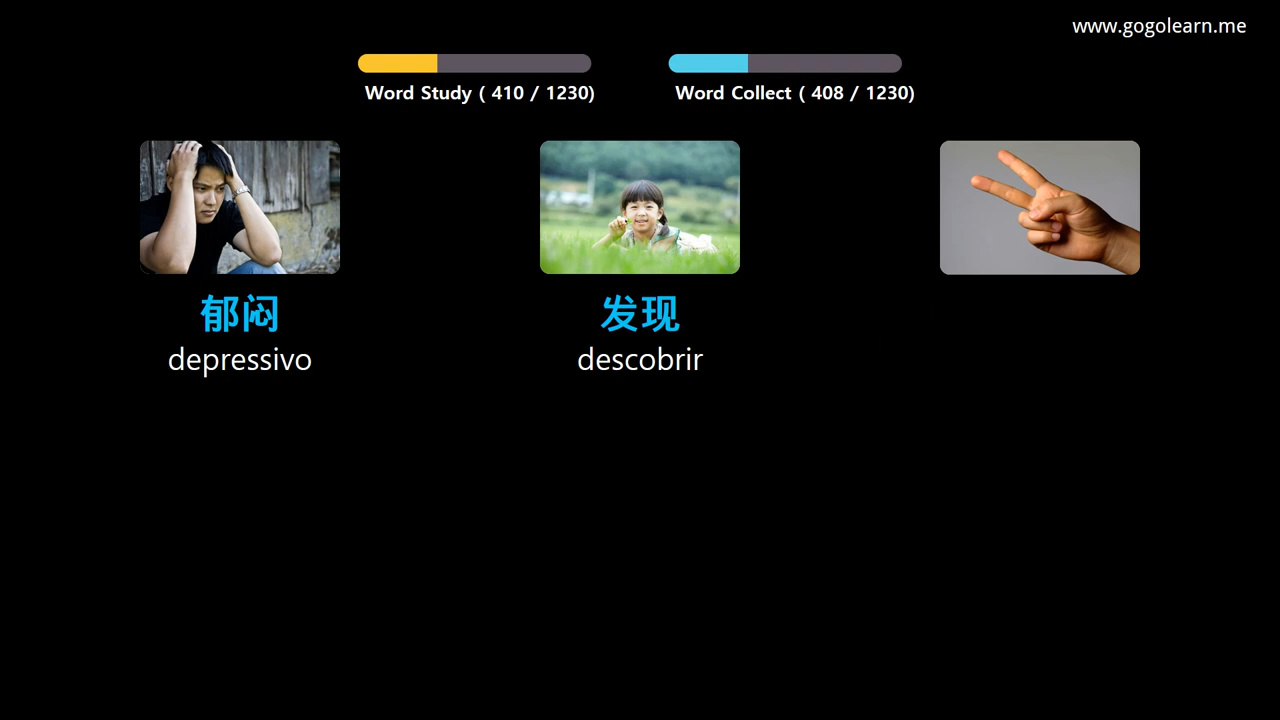 www.gogolearn.me
Word Study ( 410 / 1230)
Word Collect ( 408 / 1230)
郁闷
depressivo
发现
descobrir